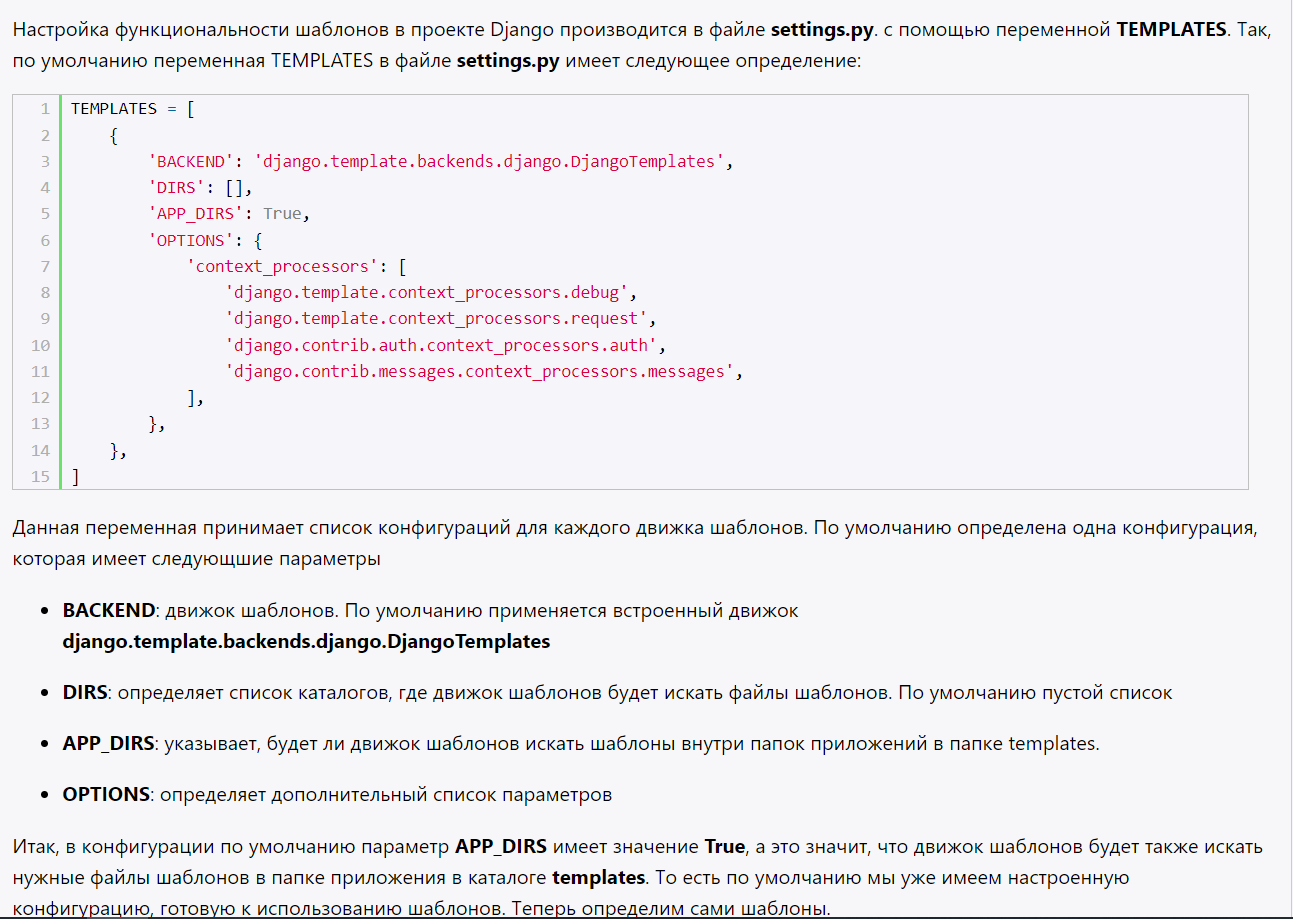 Настройка функциональности шаблонов в проекте Django производится в файле settings.py. с помощью переменной TEMPLATES. Так,
по умолчанию переменная TEMPLATES в файле settings.py имеет следующее определение:
1 TEMPLATES = [
2     {
3         'BACKEND': 'django.template.backends.django.DjangoTemplates',
4         'DIRS': [],
5         'APP_DIRS': True,
6         'OPTIONS': {
7             'context_processors': [
8                 'django.template.context_processors.debug',
9                 'django.template.context_processors.request',
10                 'django.contrib.auth.context_processors.auth',
11                 'django.contrib.messages.context_processors.messages',
12             ],
13         },
14     },
15 ]
Данная переменная принимает список конфигураций для каждого движка шаблонов. По умолчанию определена одна конфигурация,
которая имеет следующшие параметры
• BACKEND: движок шаблонов. По умолчанию применяется встроенный движок
django.template.backends.django.DjangoTemplates
• DIRS: определяет список каталогов, где движок шаблонов будет искать файлы шаблонов. По умолчанию пустой список
• APP_DIRS: указывает, будет ли движок шаблонов искать шаблоны внутри папок приложений в папке templates.
• OPTIONS: определяет дополнительный список параметров
Итак, в конфигурации по умолчанию параметр APP_DIRS имеет значение True, а это значит, что движок шаблонов будет также искать
нужные файлы шаблонов в папке приложения в каталоге templates. То есть по умолчанию мы уже имеем настроенную
конфигурацию, готовую к использованию шаблонов. Теперь определим сами шаблоны.